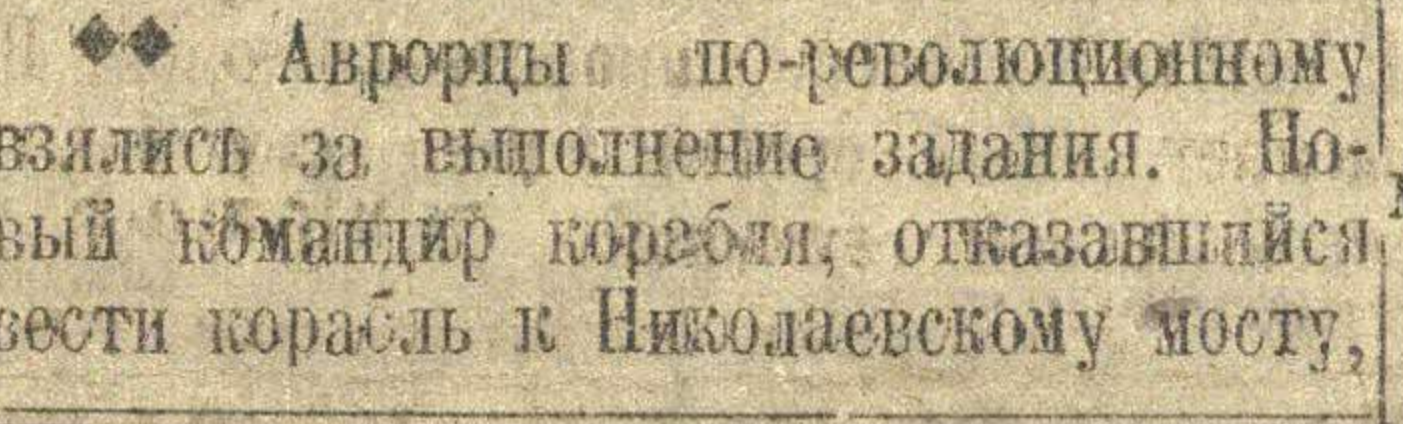 ◆◆ Аврорцы по-революционному
взялись за выполнение задания. Но-
вый командир корабля, отказавшийся
вести корабль к Николаевскому мосту,